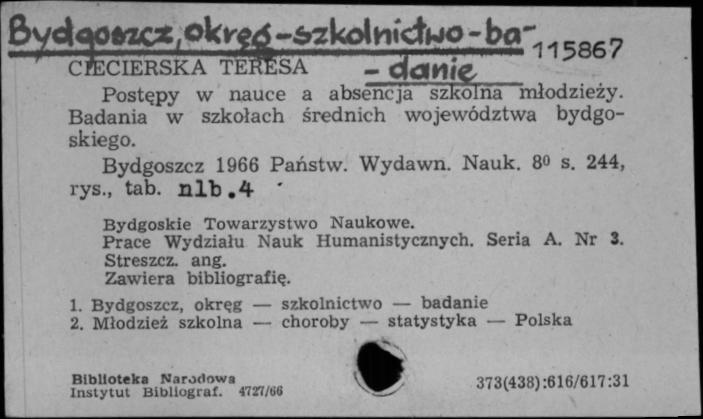 Bydgoszcz, okręg-szkolnictwo-ba-
115867
CIECIERSKA TERESA
-danie
Postępy w nauce a absencja szkolna młodzieży.
Badania w szkołach średnich województwa bydgo-
skiego.
Bydgoszcz 1966 Państw. Wydawn. Nauk. 8⁰ s. 244,
rys., tab. nlb.4
Bydgoskie Towarzystwo Naukowe.
Prace Wydziału Nauk Humanistycznych. Seria A. Nr 3.
Streszcz. ang.
Zawiera bibliografię.
1. Bydgoszcz, okręg — szkolnictwo — badanie
2. Młodzież szkolna — choroby — statystyka — Polska
Biblioteka Narodowa
Instytut Bibliograf. 4727/66
373(438):616/617:31